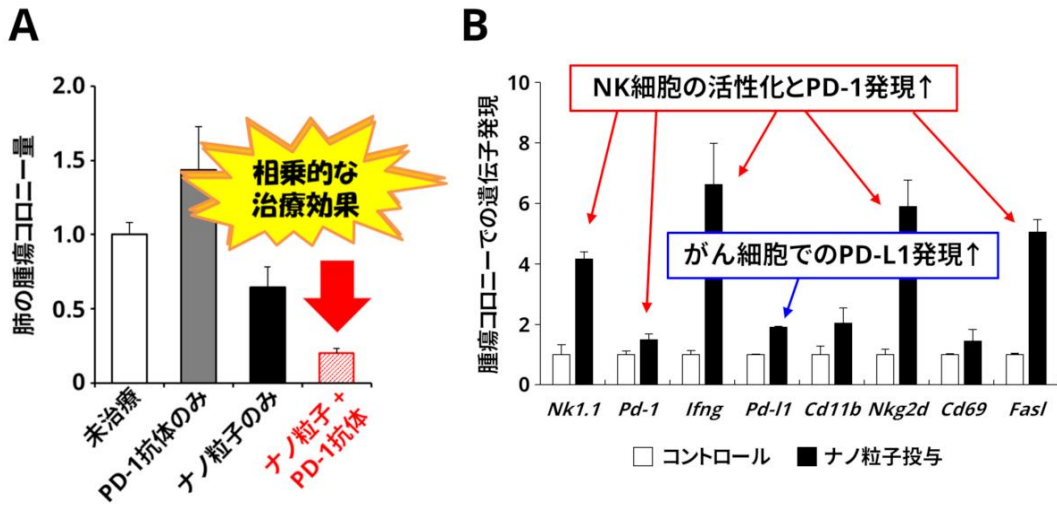 A
肺の腫瘍コロニー量
2.0
1.5
1.0
0.5
0
相乗的な
治療効果
未治療
PD-1抗体のみ
ナノ粒子のみ
ナノ粒子+
PD-1抗体
B
腫瘍コロニーでの遺伝子発現
10
8
6
4
2
0
NK細胞の活性化とPD-1発現↑
がん細胞でのPD-L1発現↑
Nk1.1 Pd-1 Ifng Pd-l1 Cd11b Nkg2d Cd69 Fasl
コントロール ナノ粒子投与